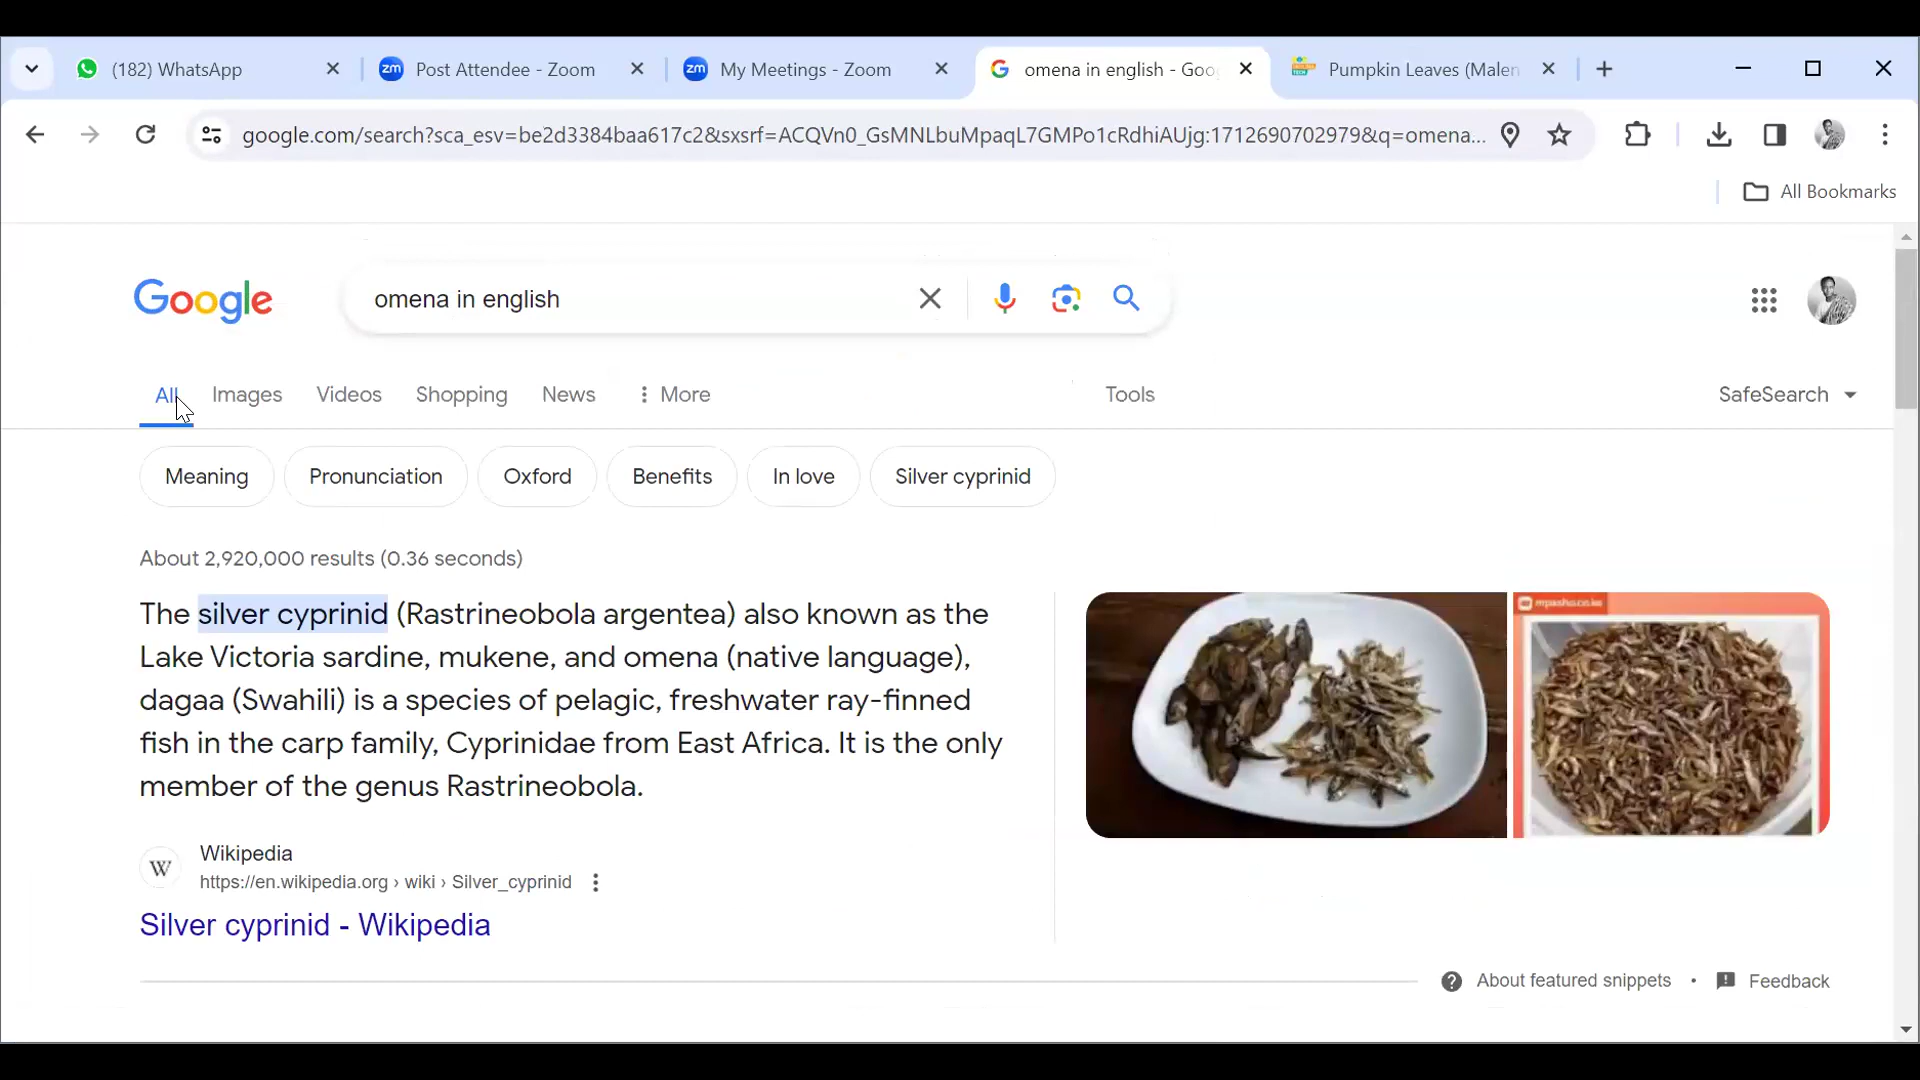 (182) WhatsApp
Post Attendee - Zoom
My Meetings - Zoom
omena in english - Goo
Pumpkin Leaves (Malen
google.com/search?sca_esv=be2d3384baa617c2&sxsrf=ACQVn0_GsMNLbuMpaqL7GMPo1cRdhiAUjg:1712690702979&q=omena...
All Bookmarks
Google
omena in english
All
Images
Videos
Shopping
News
More
Tools
SafeSearch
Meaning
Pronunciation
Oxford
Benefits
In love
Silver cyprinid
About 2,920,000 results (0.36 seconds)
The silver cyprinid (Rastrineobola argentea) also known as the
Lake Victoria sardine, mukene, and omena (native language),
dagaa (Swahili) is a species of pelagic, freshwater ray-finned
fish in the carp family, Cyprinidae from East Africa. It is the only
member of the genus Rastrineobola.
mpasho.co.ke
W
Wikipedia
https://en.wikipedia.org › wiki › Silver_cyprinid
Silver cyprinid - Wikipedia
About featured snippets
•
Feedback